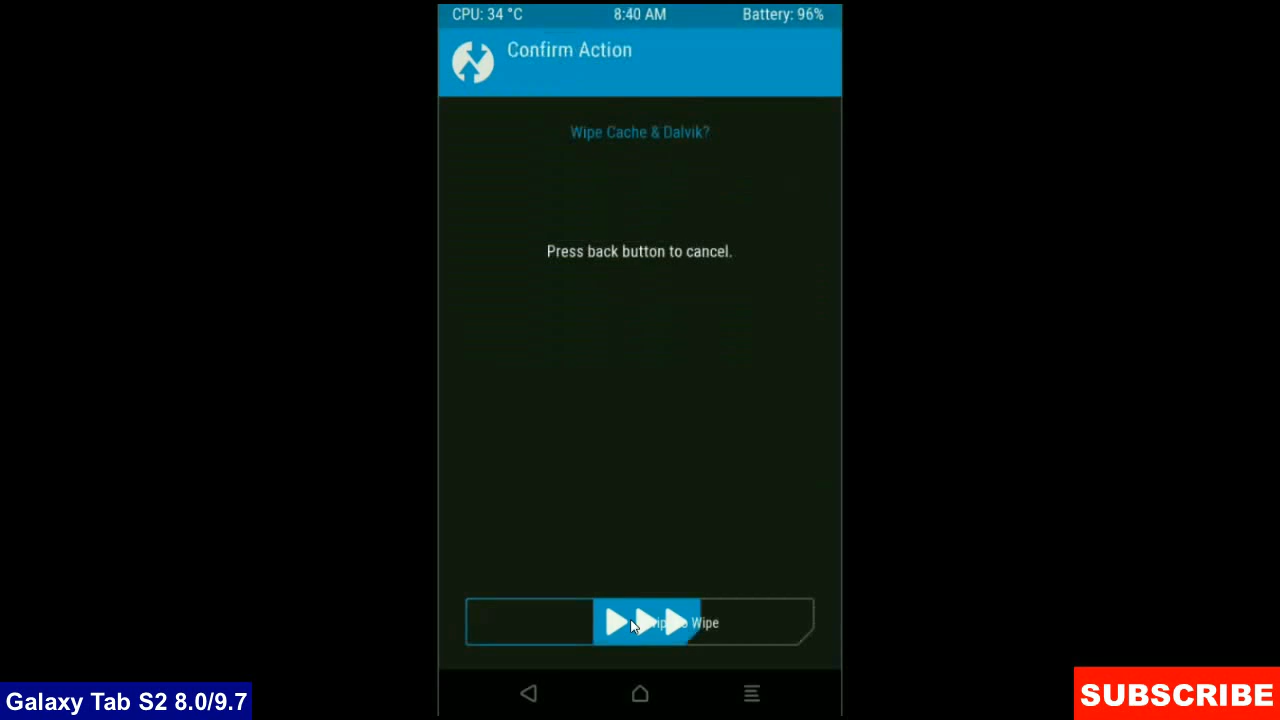 CPU: 34 °C 8:40 AM Battery: 96%
Confirm Action
Wipe Cache & Dalvik?
Press back button to cancel.
Wipe
Galaxy Tab S2 8.0/9.7
SUBSCRIBE